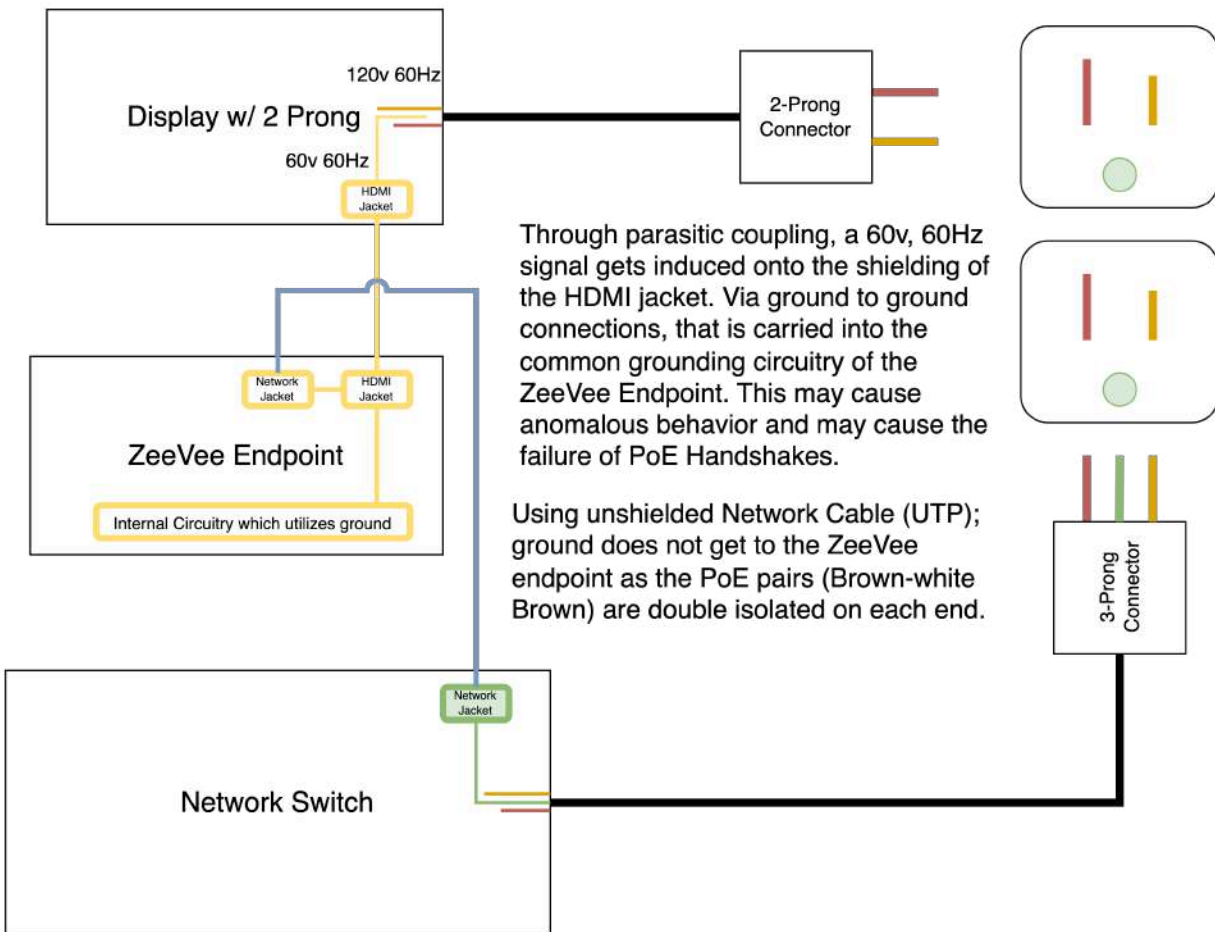 120v 60Hz
Display w/ 2 Prong
60v 60Hz
HDMI
Jacket
2-Prong
Connector
Through parasitic coupling, a 60v, 60Hz
signal gets induced onto the shielding of
the HDMI jacket. Via ground to ground
connections, that is carried into the
common grounding circuitry of the
ZeeVee Endpoint. This may cause
anomalous behavior and may cause the
failure of PoE Handshakes.
Using unshielded Network Cable (UTP);
ground does not get to the ZeeVee
endpoint as the PoE pairs (Brown-white
Brown) are double isolated on each end.
Network
Jacket
HDMI
Jacket
ZeeVee Endpoint
Internal Circuitry which utilizes ground
3-Prong
Connector
Network
Jacket
Network Switch